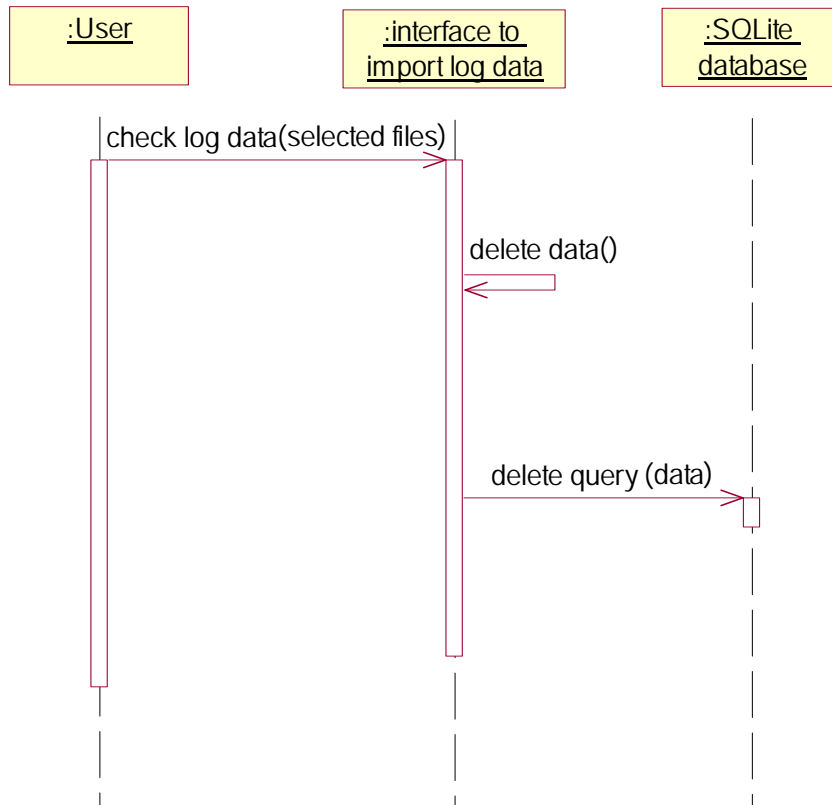 :User
:interface to
import log data
:SQLite
database
check log data(selected files)
delete data()
delete query (data)